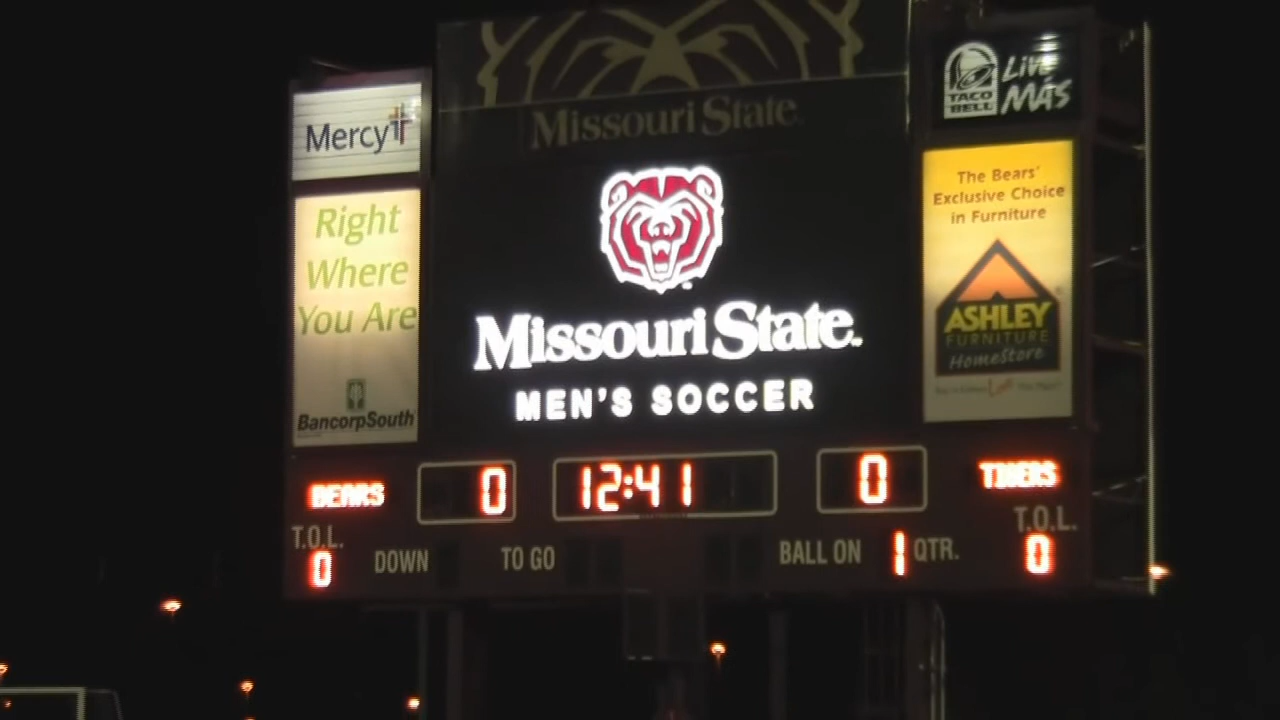 Missouri State
Mercy
Right
Where
You Are
BancorpSouth
Missouri State.
MEN'S SOCCER
TACO
BELL
LIVE
MÁS
The Bears'
Exclusive Choice
in Furniture
ASHLEY
FURNITURE
HomeStore
BEARS
0
12:41
0
TIGERS
T.O.L.
0
DOWN
TO GO
BALL ON
1 QTR.
T.O.L.
0